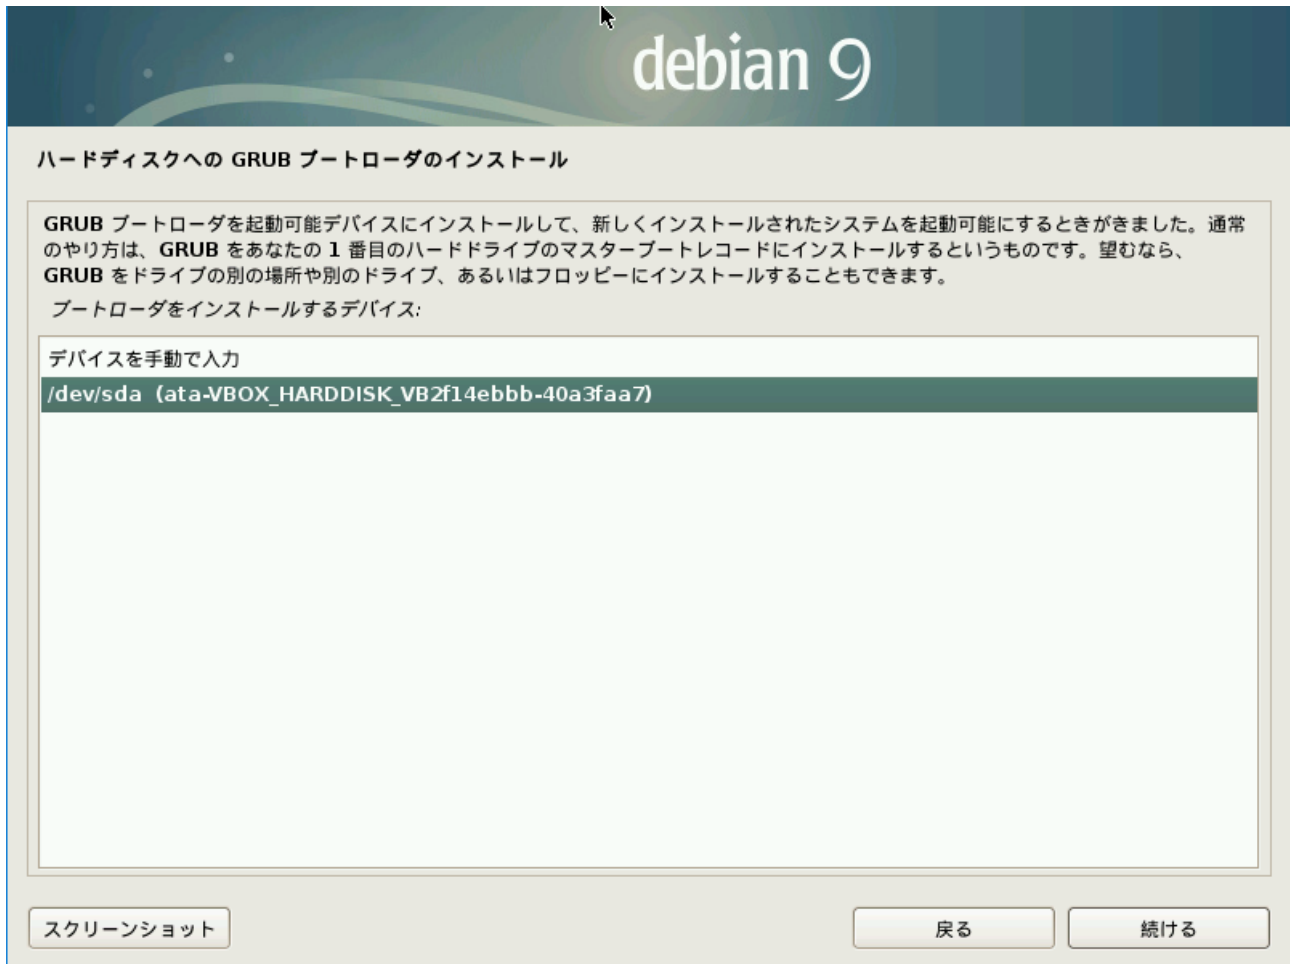 debian 9
ハードディスクへの GRUB ブートローダのインストール
GRUB ブートローダを起動可能デバイスにインストールして、新しくインストールされたシステムを起動可能にするときがきました。通常
のやり方は、GRUB をあなたの 1 番目のハードドライブのマスターブートレコードにインストールするというものです。望むなら、
GRUB をドライブの別の場所や別のドライブ、あるいはフロッピーにインストールすることもできます。
ブートローダをインストールするデバイス:
デバイスを手動で入力
/dev/sda (ata-VBOX_HARDDISK_VB2f14ebbb-40a3faa7)
スクリーンショット
戻る
続ける